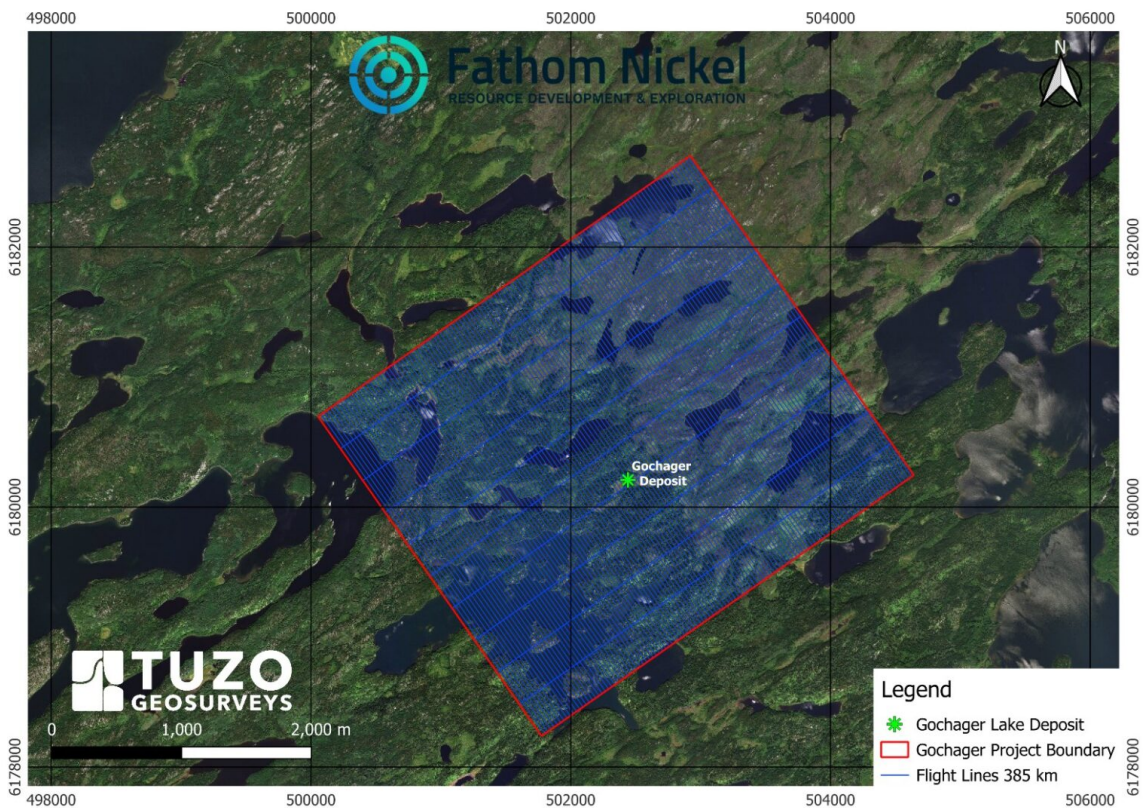 498000 500000 502000 504000 506000
Fathom Nickel
RESOURCE DEVELOPMENT & EXPLORATION
N
6182000 6182000
Gochager
Deposit
6180000 6180000
TUZO
GEOSURVEYS
0 1,000 2,000 m
Legend
Gochager Lake Deposit
Gochager Project Boundary
Flight Lines 385 km
6178000 6178000
498000 500000 502000 504000 506000